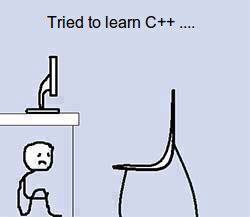 Tried to learn C++ ....